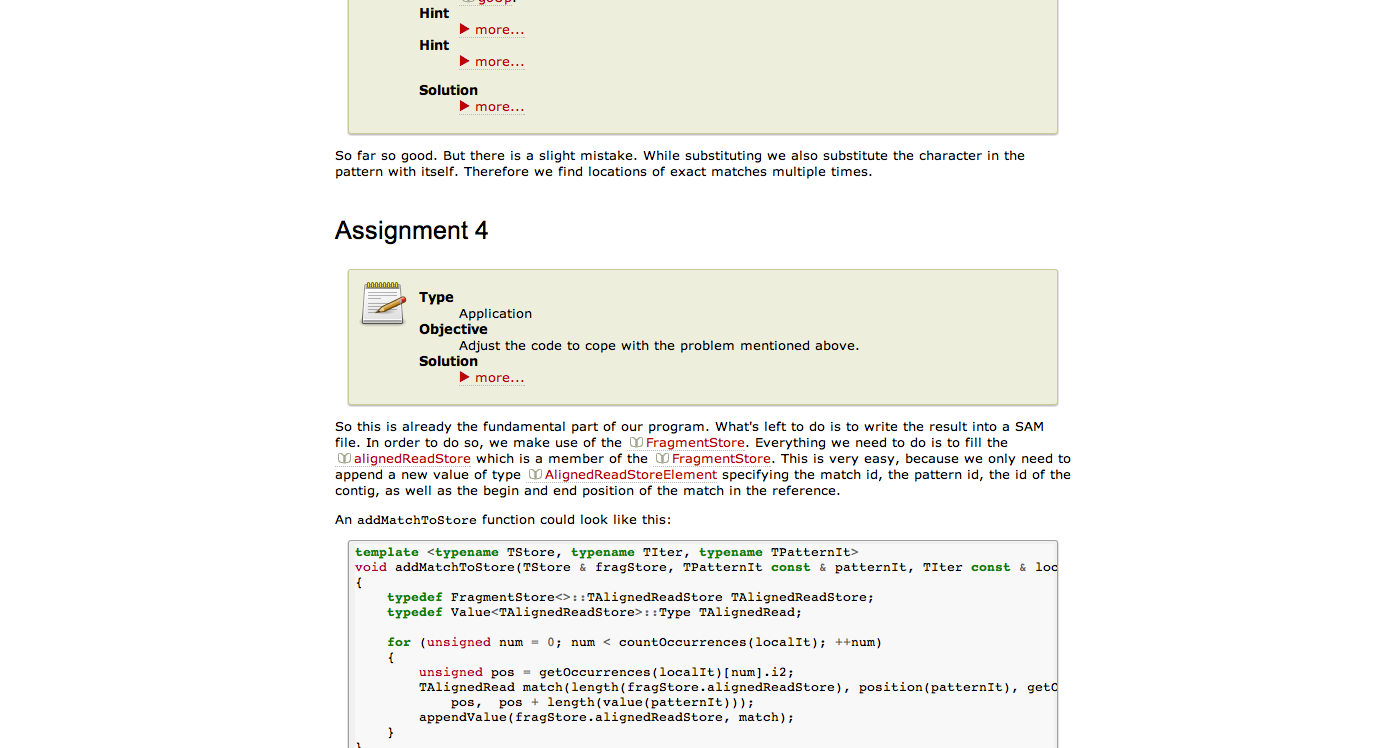 Hint
▶ more...
Hint
▶ more...
Solution
▶ more...
So far so good. But there is a slight mistake. While substituting we also substitute the character in the
pattern with itself. Therefore we find locations of exact matches multiple times.
Assignment 4
Type
Application
Objective
Adjust the code to cope with the problem mentioned above.
Solution
▶ more...
So this is already the fundamental part of our program. What's left to do is to write the result into a SAM
file. In order to do so, we make use of the FragmentStore. Everything we need to do is to fill the
alignedReadStore which is a member of the FragmentStore. This is very easy, because we only need to
append a new value of type AlignedReadStoreElement specifying the match id, the pattern id, the id of the
contig, as well as the begin and end position of the match in the reference.
An addMatchToStore function could look like this:
template <typename TStore, typename TIter, typename TPatternIt>
void addMatchToStore(TStore & fragStore, TPatternIt const & patternIt, TIter const & loc
{
typedef FragmentStore<>::TAlignedReadStore TAlignedReadStore;
typedef Value<TAlignedReadStore>::Type TAlignedRead;
for (unsigned num = 0; num < countOccurrences(localIt); ++num)
{
unsigned pos = getOccurrences(localIt)[num].i2;
TAlignedRead match(length(fragStore.alignedReadStore), position(patternIt), getO
pos, pos + length(value(patternIt)));
appendValue(fragStore.alignedReadStore, match);
}
}